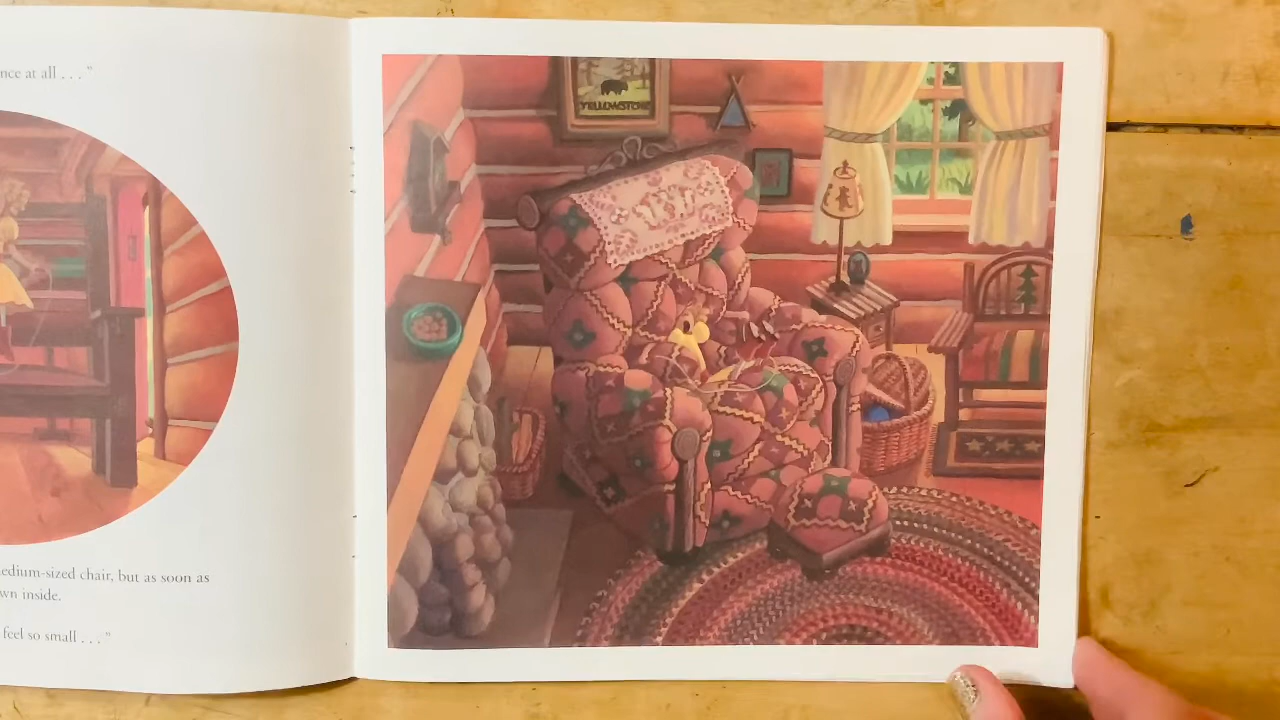 nce at all . . . ”
edium-sized chair, but as soon as
wn inside.
feel so small . . . ”
YELLOWSTONE